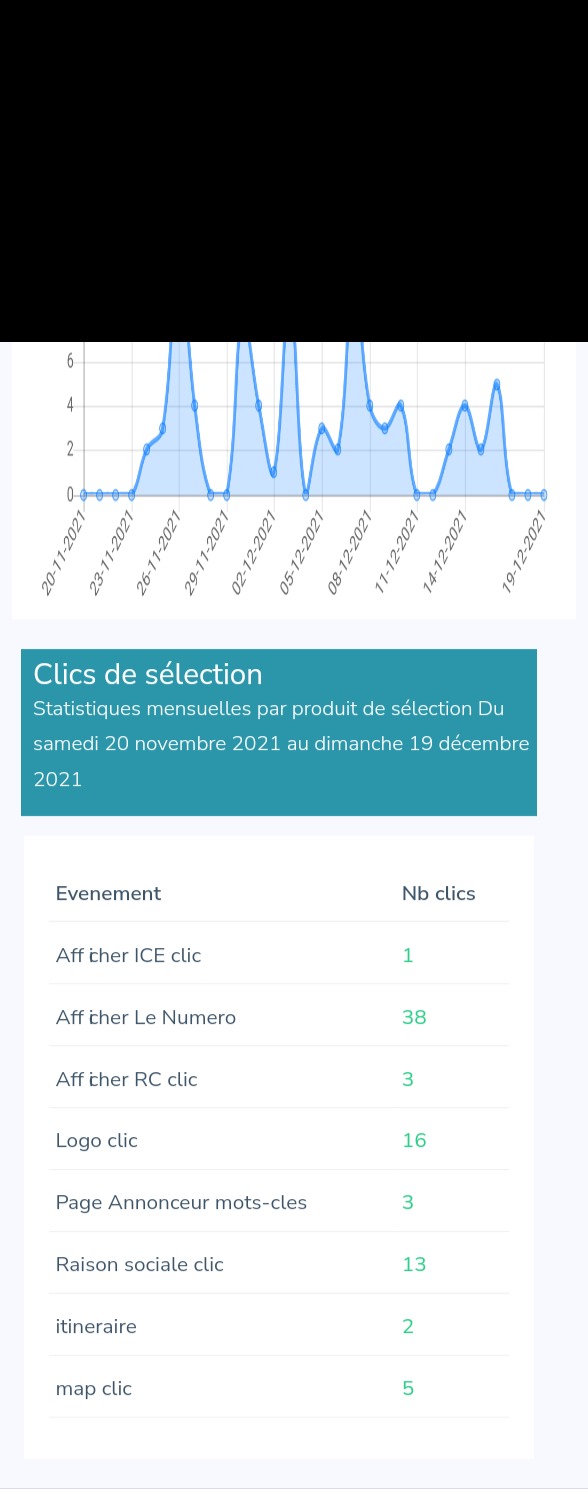 6
4
2
0
20-11-2021
23-11-2021
26-11-2021
29-11-2021
02-12-2021
05-12-2021
08-12-2021
11-12-2021
14-12-2021
19-12-2021
Clics de sélection
Statistiques mensuelles par produit de sélection Du
samedi 20 novembre 2021 au dimanche 19 décembre
2021
Evenement Nb clics
Afficher ICE clic 1
Afficher Le Numero 38
Afficher RC clic 3
Logo clic 16
Page Annonceur mots-cles 3
Raison sociale clic 13
itineraire 2
map clic 5